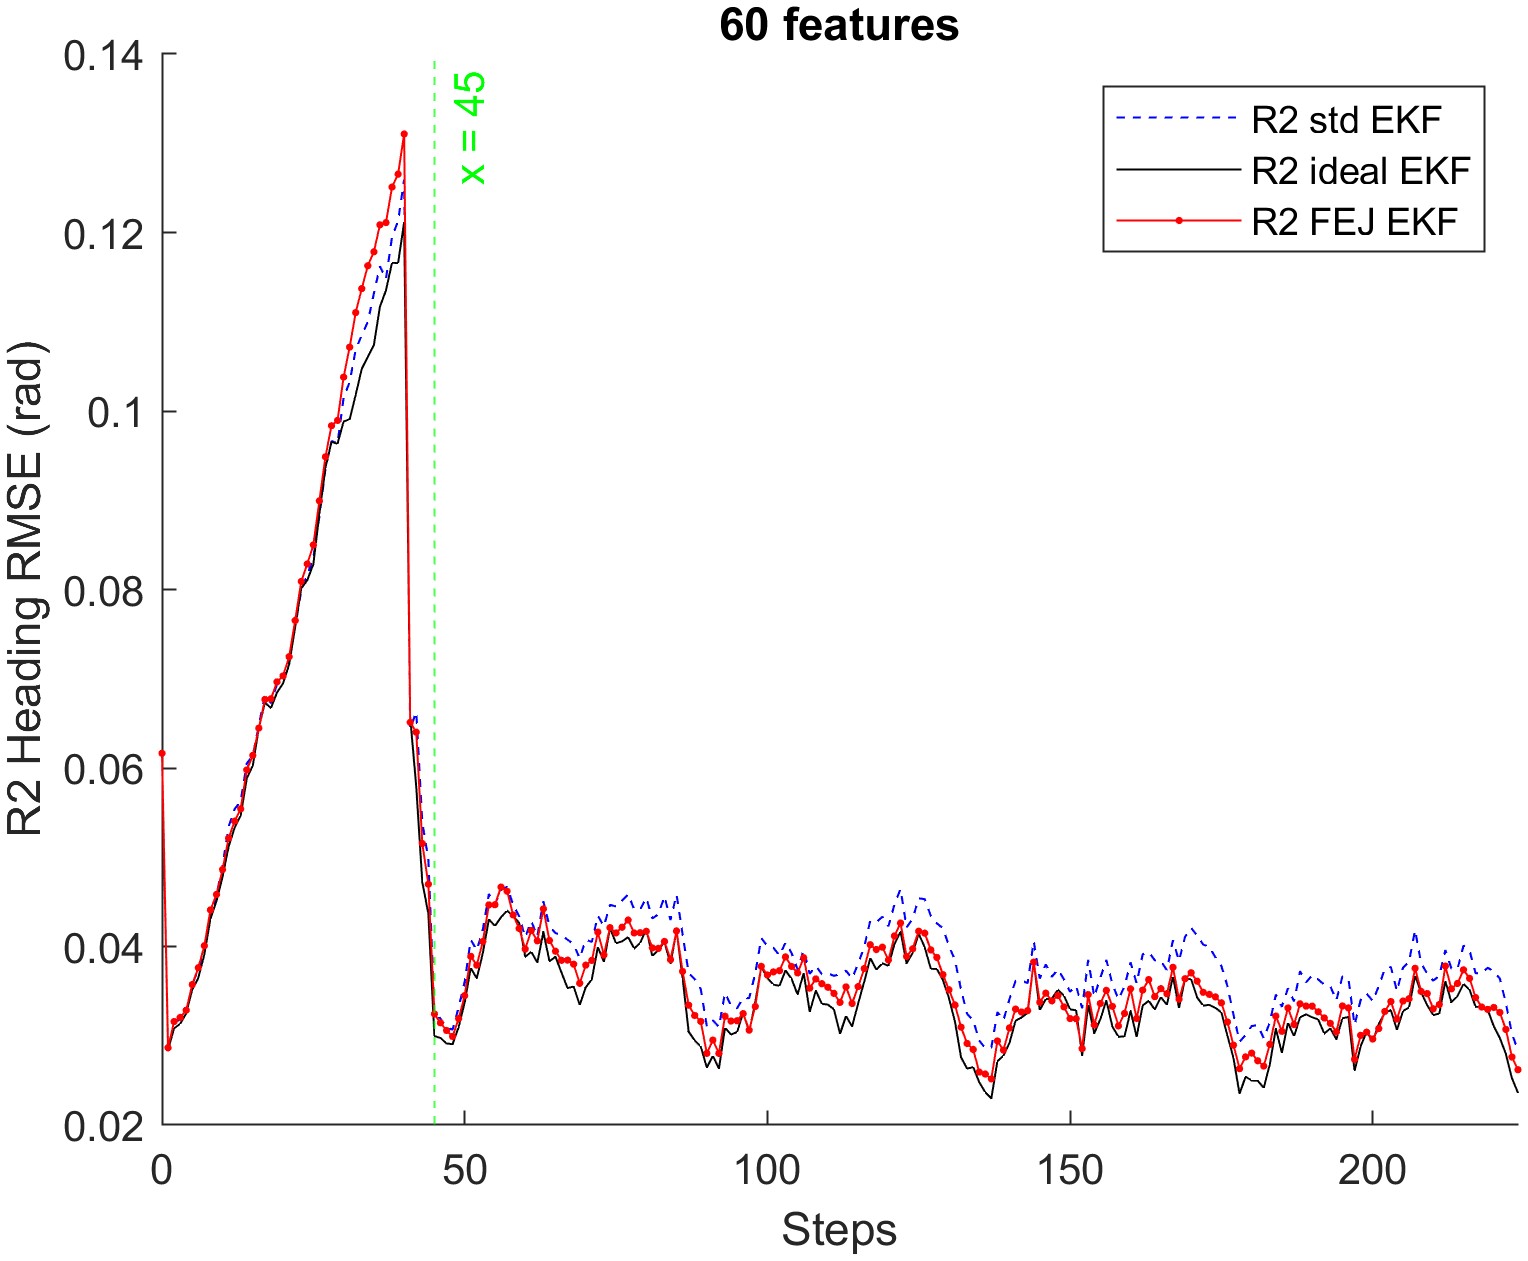 60 features
R2 Heading RMSE (rad)
0.14
0.12
0.1
0.08
0.06
0.04
0.02
x = 45
R2 std EKF
R2 ideal EKF
R2 FEJ EKF
0 50 100 150 200
Steps